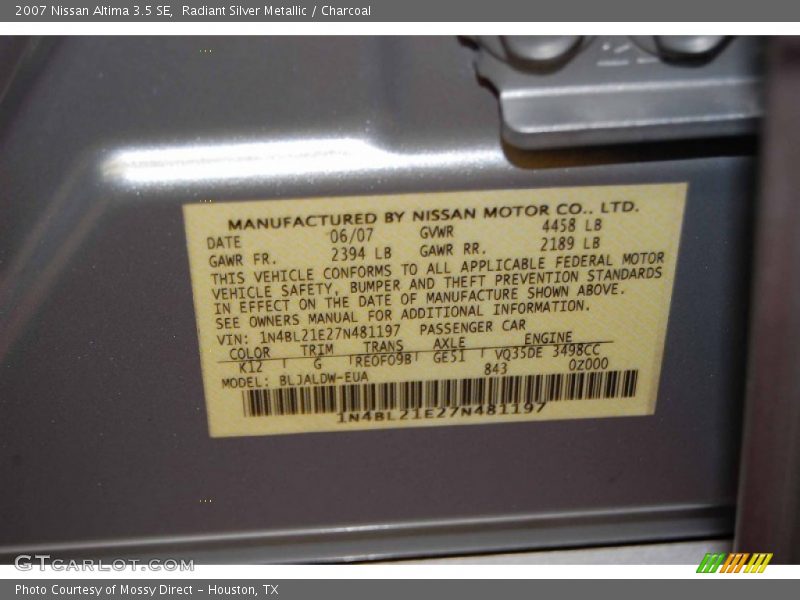 2007 Nissan Altima 3.5 SE,  Radiant Silver Metallic / Charcoal
MANUFACTURED BY NISSAN MOTOR CO., LTD.
DATE 06/07 GVWR 4458 LB
GAWR FR. 2394 LB GAWR RR. 2189 LB
THIS VEHICLE CONFORMS TO ALL APPLICABLE FEDERAL MOTOR
VEHICLE SAFETY, BUMPER AND THEFT PREVENTION STANDARDS
IN EFFECT ON THE DATE OF MANUFACTURE SHOWN ABOVE.
SEE OWNERS MANUAL FOR ADDITIONAL INFORMATION.
VIN: 1N4BL21E27N481197 PASSENGER CAR
COLOR TRIM TRANS AXLE ENGINE
K12 G RE0F09B GE51 VQ35DE 3498CC
MODEL: BLJALDW-EUA 843 0Z000
1N4BL21E27N481197
GTCARLOT.COM
Photo Courtesy of Mossy Direct – Houston, TX